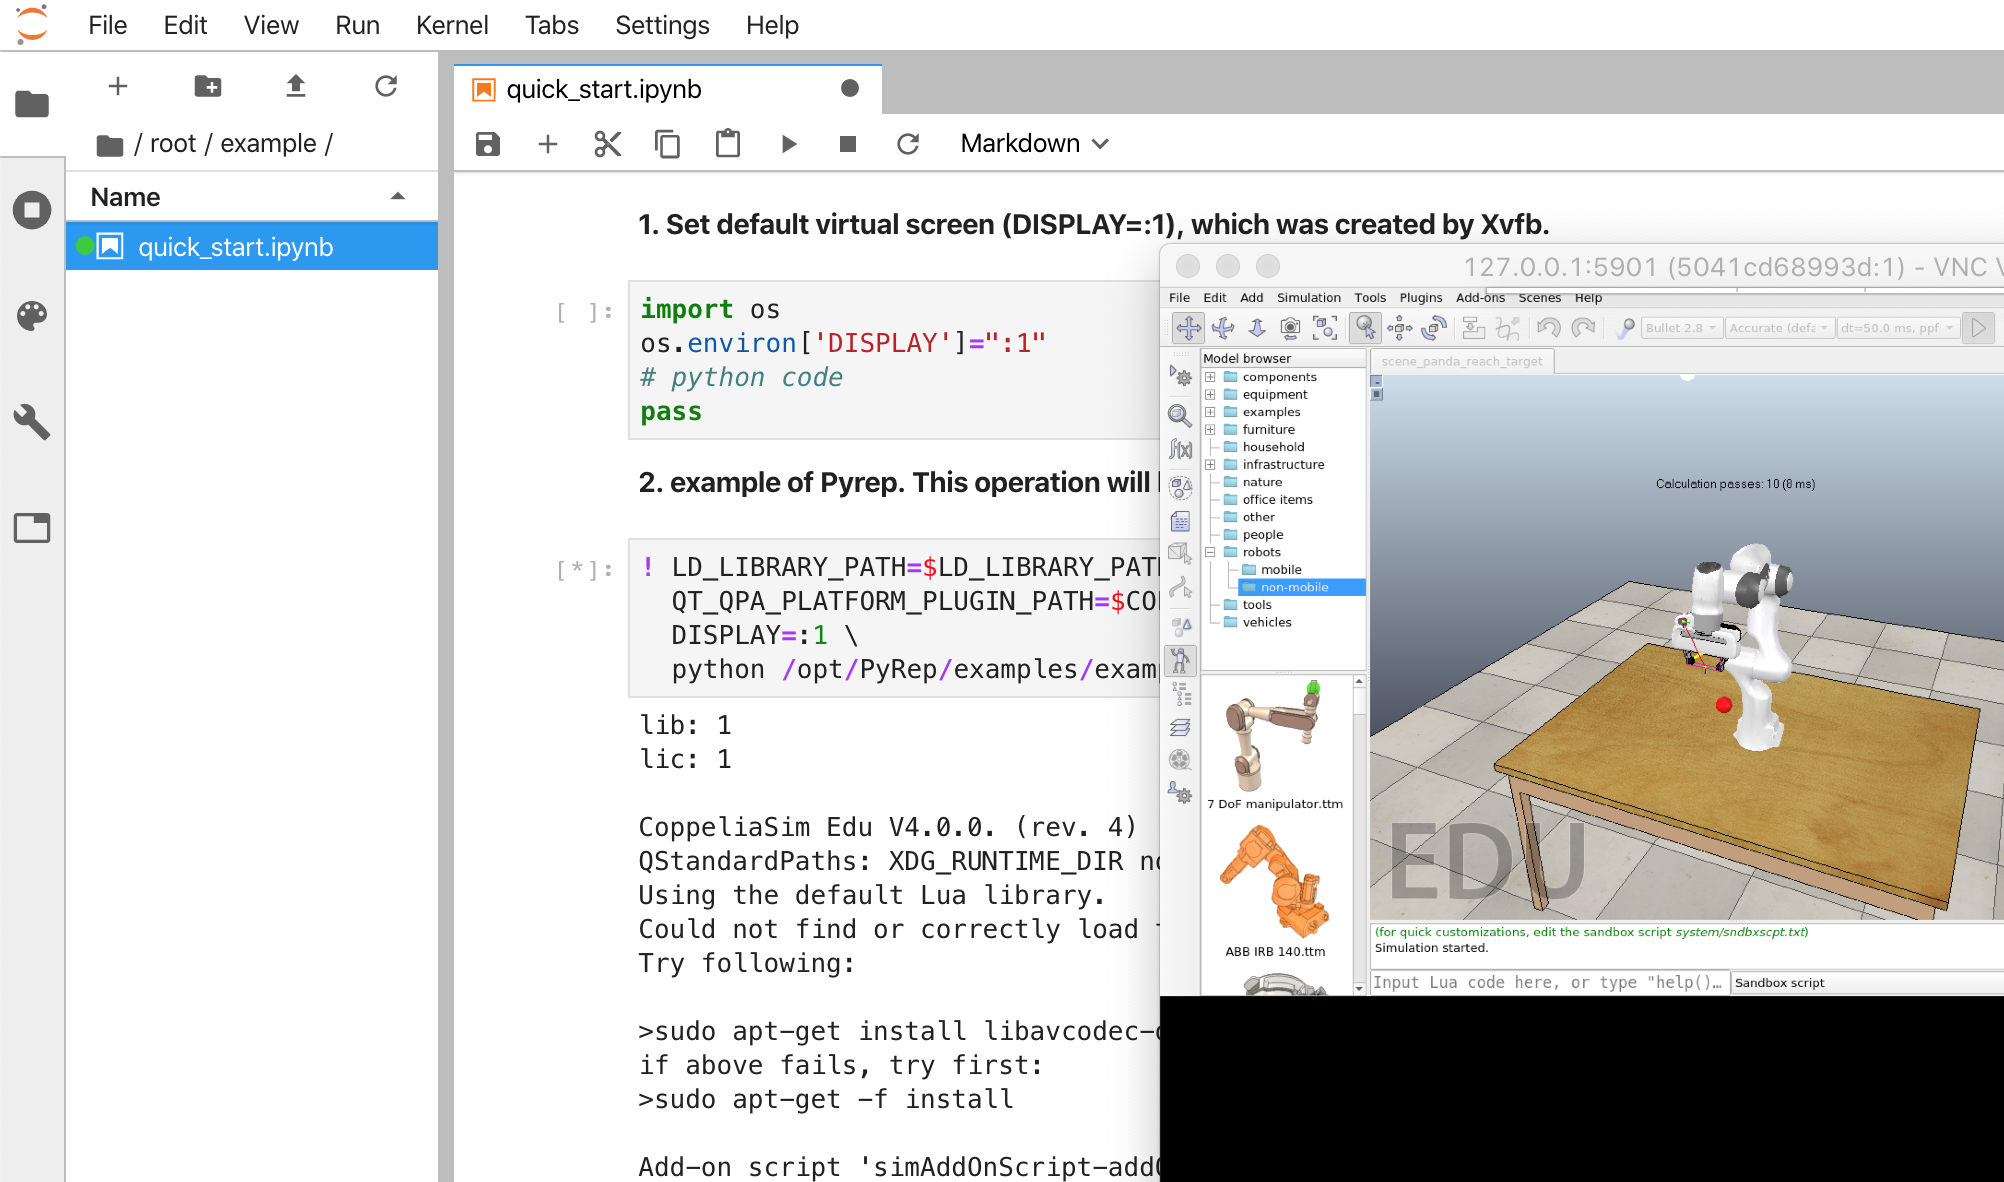 File Edit View Run Kernel Tabs Settings Help
/ root / example /
Name
quick_start.ipynb
quick_start.ipynb
Markdown
1. Set default virtual screen (DISPLAY=:1), which was created by Xvfb.
[ ]:
import os
os.environ['DISPLAY']=":1"
# python code
pass
2. example of Pyrep. This operation will
[*]:
! LD_LIBRARY_PATH=$LD_LIBRARY_PATH
QT_QPA_PLATFORM_PLUGIN_PATH=$CO
DISPLAY=:1 \
python /opt/PyRep/examples/exam
lib: 1
lic: 1
CoppeliaSim Edu V4.0.0. (rev. 4)
QStandardPaths: XDG_RUNTIME_DIR no
Using the default Lua library.
Could not find or correctly load
Try following:
>sudo apt-get install libavcodec-
if above fails, try first:
>sudo apt-get -f install
Add-on script 'simAddOnScript-add
127.0.0.1:5901 (5041cd68993d:1) - VNC V
File Edit Add Simulation Tools Plugins Add-ons Scenes Help
Bullet 2.8 Accurate (defa dt=50.0 ms, ppf
Model browser
scene_panda_reach_target
components
equipment
examples
furniture
household
infrastructure
nature
office items
other
people
robots
mobile
non-mobile
tools
vehicles
7 DoF manipulator.ttm
ABB IRB 140.ttm
Calculation passes: 10 (8 ms)
EDU
(for quick customizations, edit the sandbox script system/sndbxscpt.txt)
Simulation started.
Input Lua code here, or type "help()...
Sandbox script